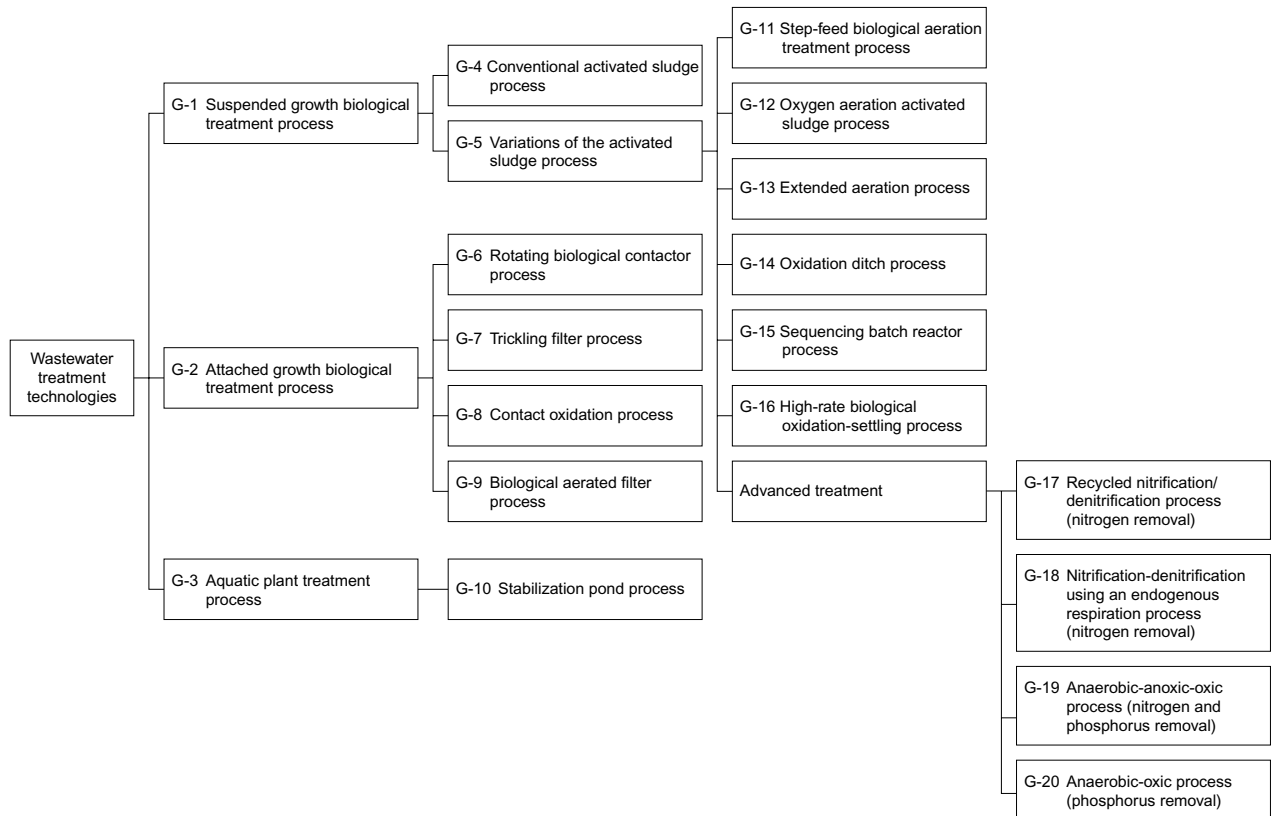 Wastewater
treatment
technologies
G-1 Suspended growth biological
treatment process
G-2 Attached growth biological
treatment process
G-3 Aquatic plant treatment
process
G-4 Conventional activated sludge
process
G-5 Variations of the activated
sludge process
G-6 Rotating biological contactor
process
G-7 Trickling filter process
G-8 Contact oxidation process
G-9 Biological aerated filter
process
G-10 Stabilization pond process
G-11 Step-feed biological aeration
treatment process
G-12 Oxygen aeration activated
sludge process
G-13 Extended aeration process
G-14 Oxidation ditch process
G-15 Sequencing batch reactor
process
G-16 High-rate biological
oxidation-settling process
Advanced treatment
G-17 Recycled nitrification/
denitrification process
(nitrogen removal)
G-18 Nitrification-denitrification
using an endogenous
respiration process
(nitrogen removal)
G-19 Anaerobic-anoxic-oxic
process (nitrogen and
phosphorus removal)
G-20 Anaerobic-oxic process
(phosphorus removal)